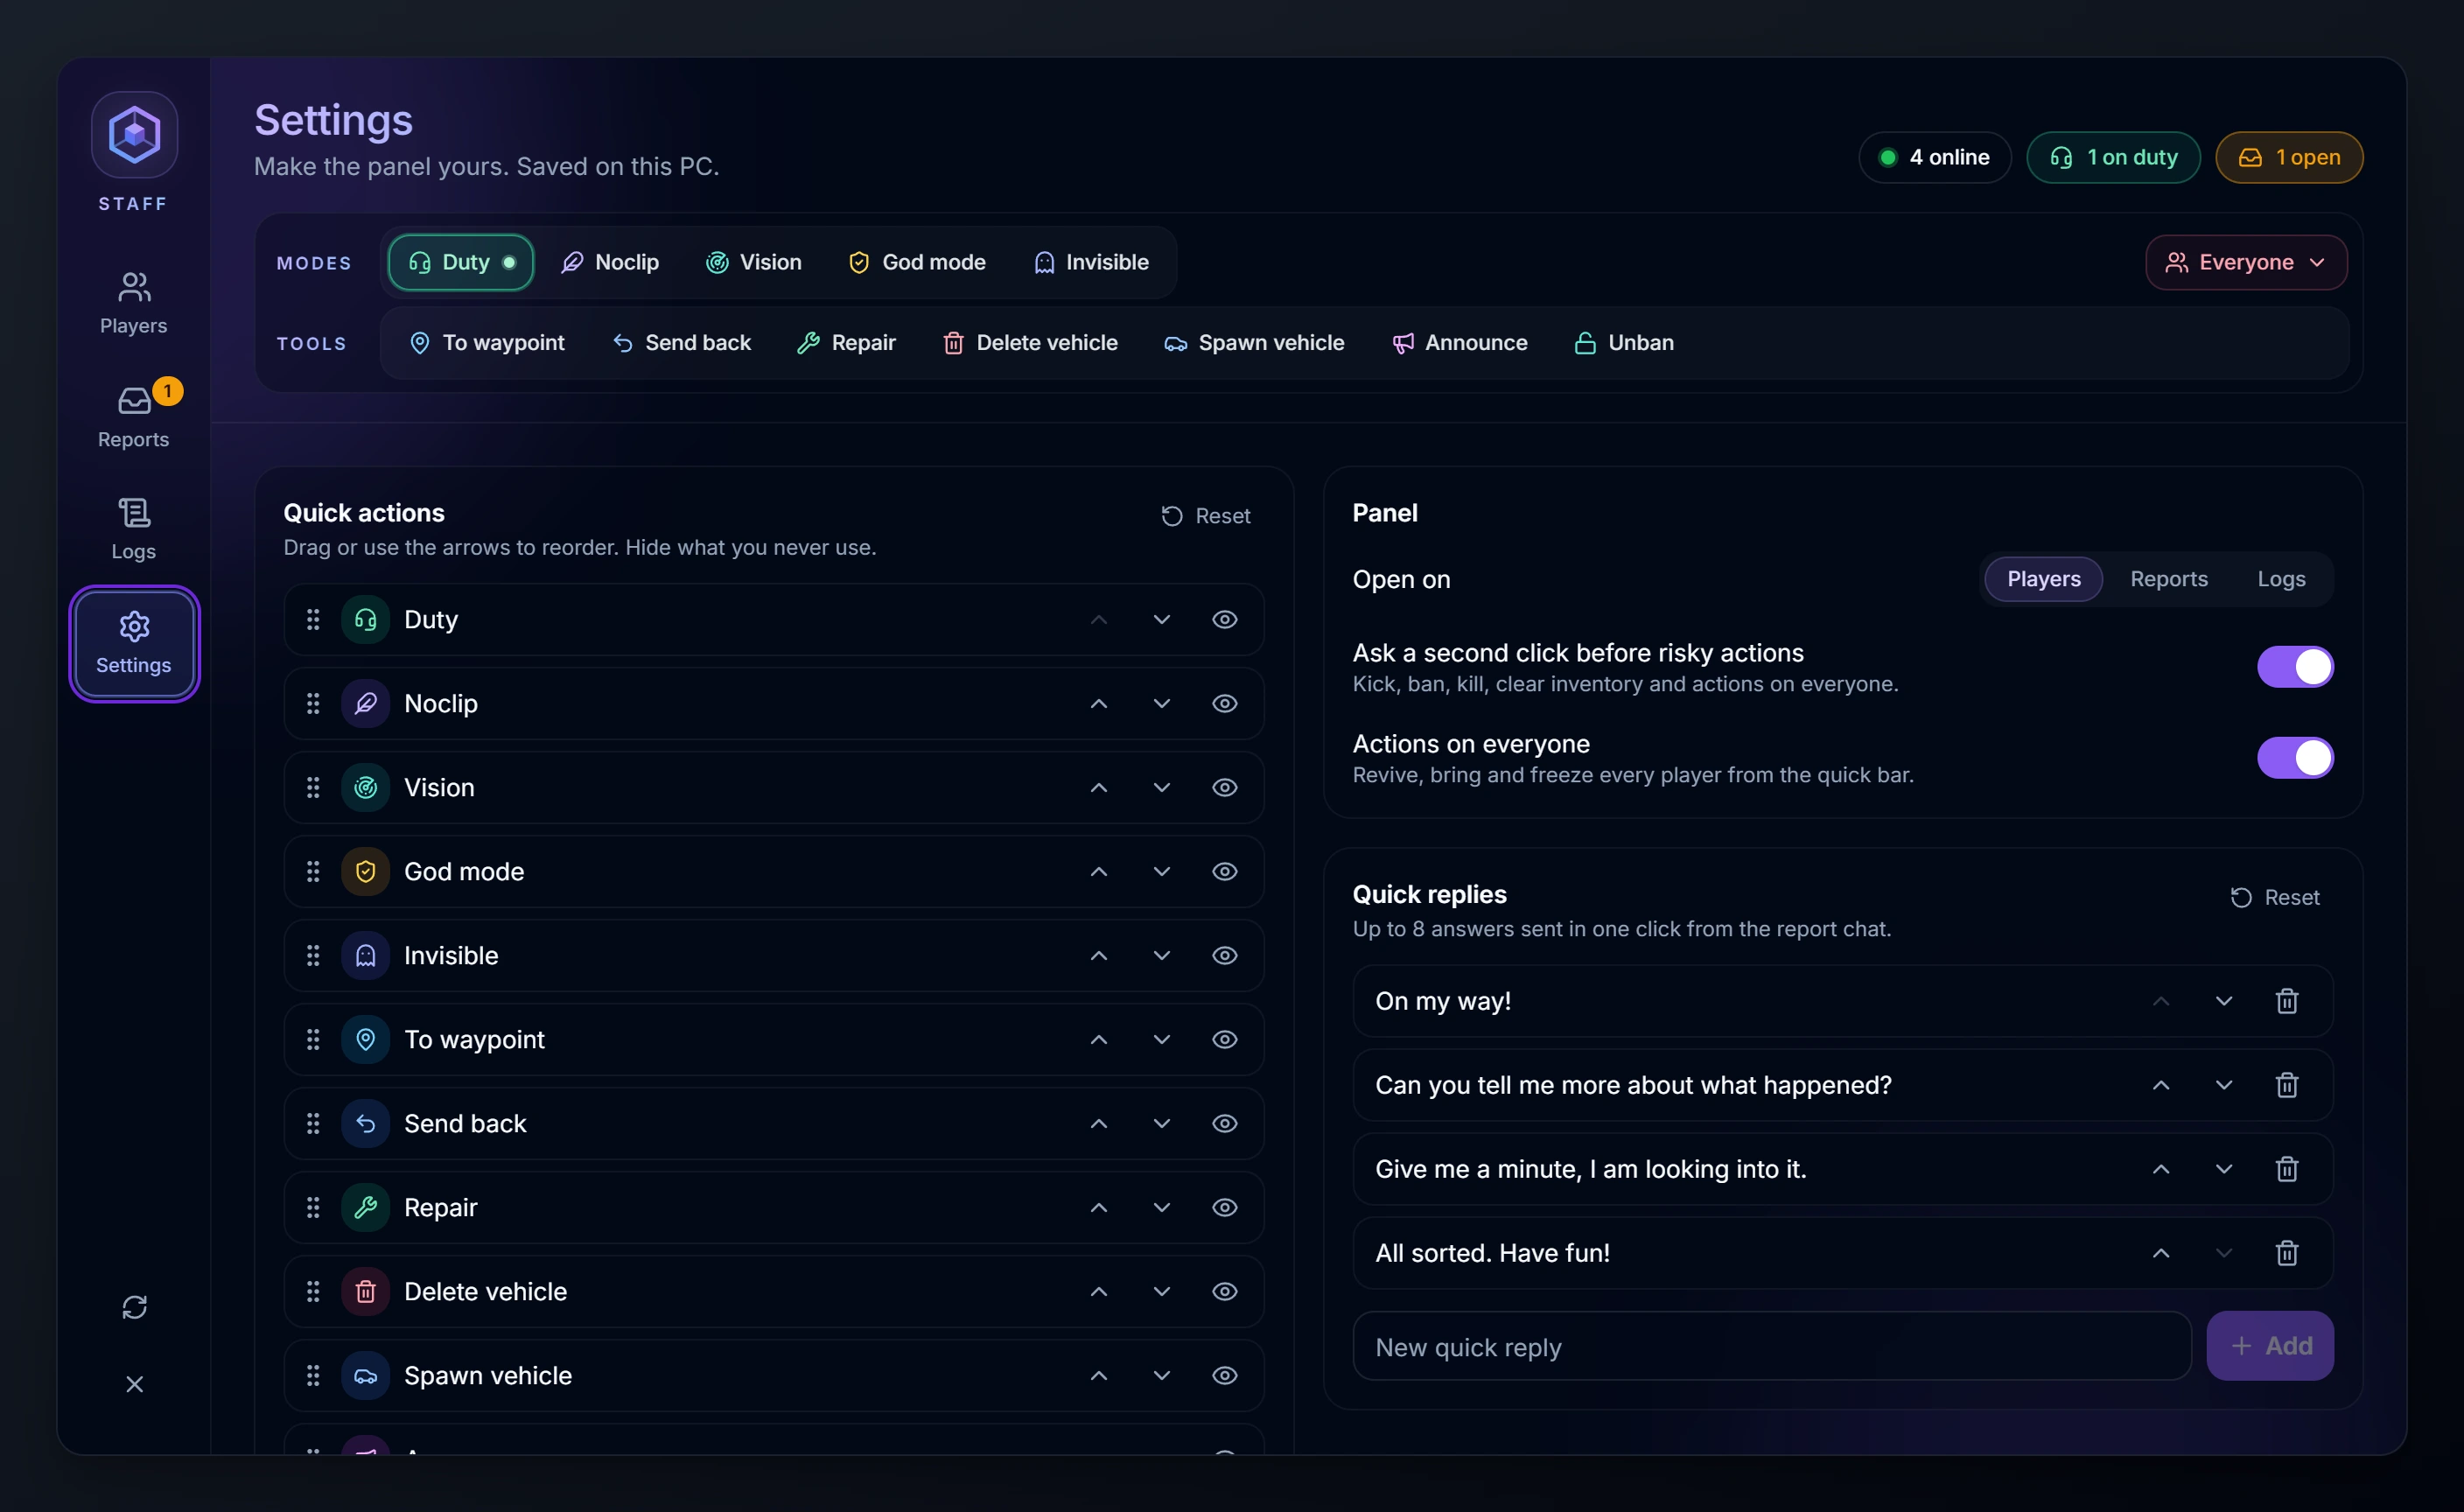 STAFF
Players
1
Reports
Logs
Settings
Settings
Make the panel yours. Saved on this PC.
4 online
1 on duty
1 open
MODES
Duty
Noclip
Vision
God mode
Invisible
Everyone
TOOLS
To waypoint
Send back
Repair
Delete vehicle
Spawn vehicle
Announce
Unban
Quick actions
Reset
Drag or use the arrows to reorder. Hide what you never use.
Duty
Noclip
Vision
God mode
Invisible
To waypoint
Send back
Repair
Delete vehicle
Spawn vehicle
Panel
Open on
Players
Reports
Logs
Ask a second click before risky actions
Kick, ban, kill, clear inventory and actions on everyone.
Actions on everyone
Revive, bring and freeze every player from the quick bar.
Quick replies
Reset
Up to 8 answers sent in one click from the report chat.
On my way!
Can you tell me more about what happened?
Give me a minute, I am looking into it.
All sorted. Have fun!
New quick reply
Add